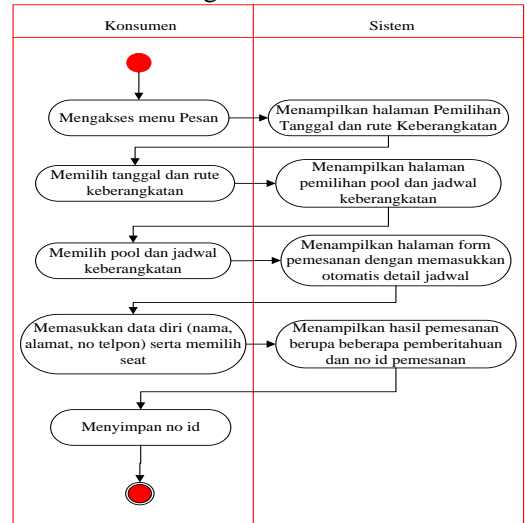 Konsumen
Sistem
Mengakses menu Pesan
Menampilkan halaman Pemilihan
Tanggal dan rute Keberangkatan
Memilih tanggal dan rute
keberangkatan
Menampilkan halaman
pemilihan pool dan jadwal
keberangkatan
Memilih pool dan jadwal
keberangkatan
Menampilkan halaman form
pemesanan dengan memasukkan
otomatis detail jadwal
Memasukkan data diri (nama,
alamat, no telpon) serta memilih
seat
Menampilkan hasil pemesanan
berupa beberapa pemberitahuan
dan no id pemesanan
Menyimpan no id